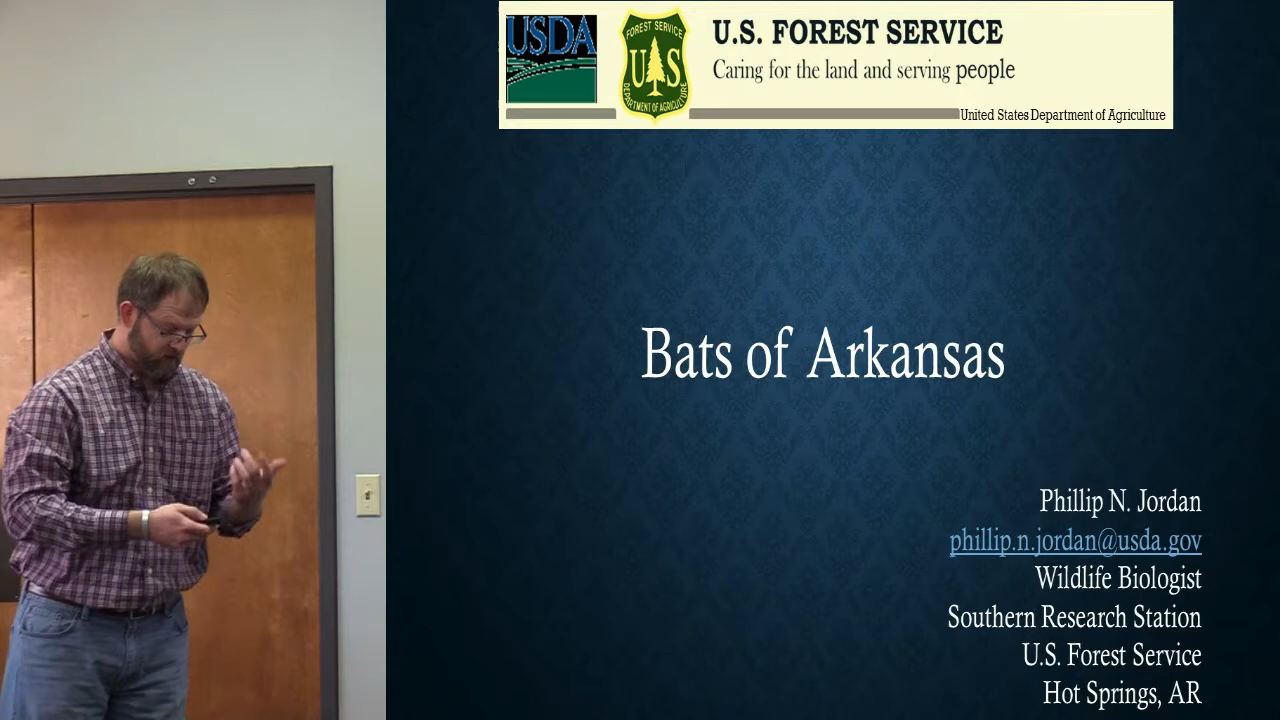 USDA
FOREST SERVICE
U S
DEPARTMENT OF AGRICULTURE
U.S. FOREST SERVICE
Caring for the land and serving people
United States Department of Agriculture
Bats of Arkansas
Phillip N. Jordan
phillip.n.jordan@usda.gov
Wildlife Biologist
Southern Research Station
U.S. Forest Service
Hot Springs, AR